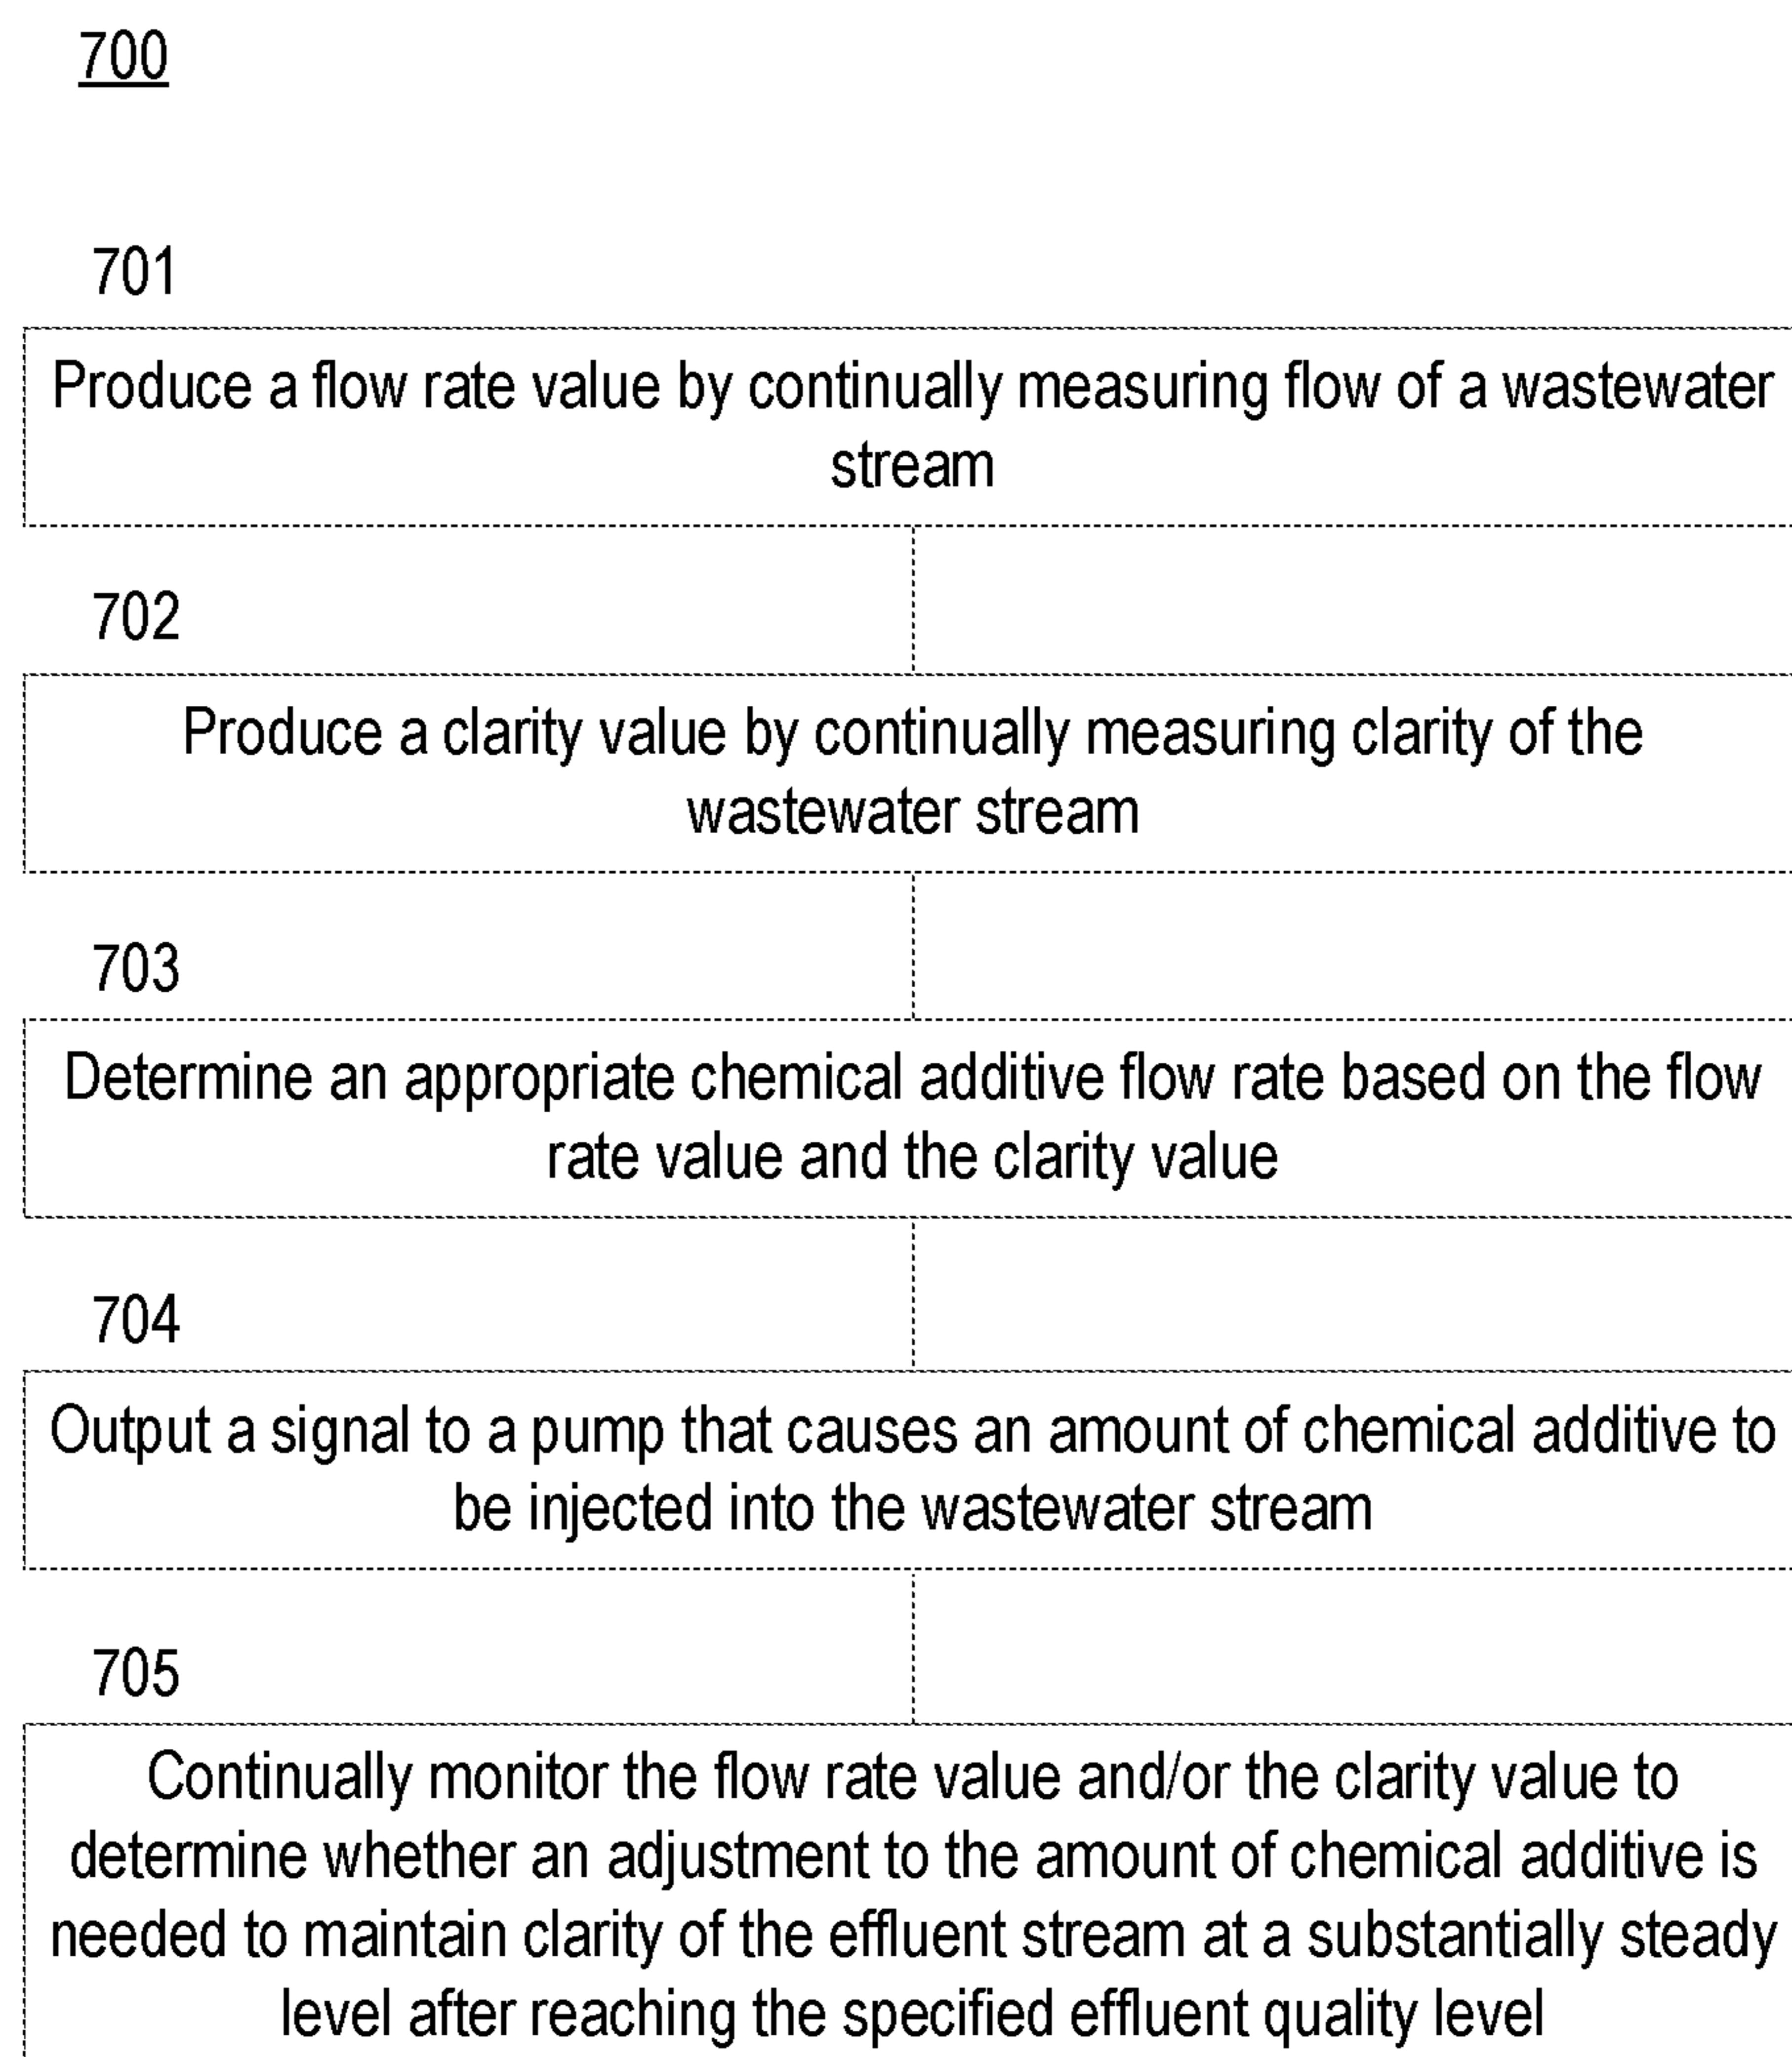 700
701
Produce a flow rate value by continually measuring flow of a wastewater
stream
702
Produce a clarity value by continually measuring clarity of the
wastewater stream
703
Determine an appropriate chemical additive flow rate based on the flow
rate value and the clarity value
704
Output a signal to a pump that causes an amount of chemical additive to
be injected into the wastewater stream
705
Continually monitor the flow rate value and/or the clarity value to
determine whether an adjustment to the amount of chemical additive is
needed to maintain clarity of the effluent stream at a substantially steady
level after reaching the specified effluent quality level